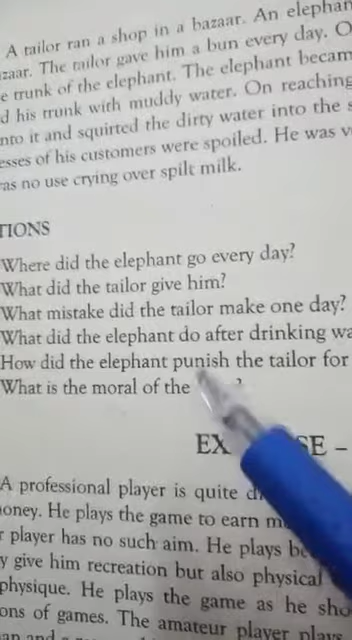 A tailor ran a shop in a bazaar. An elephan
zaar. The tailor gave him a bun every day. O
e trunk of the elephant. The elephant becam
d his trunk with muddy water. On reaching
nto it and squirted the dirty water into the s
esses of his customers were spoiled. He was v
as no use crying over spilt milk.
TIONS
Where did the elephant go every day?
What did the tailor give him?
What mistake did the tailor make one day?
What did the elephant do after drinking wa
How did the elephant punish the tailor for
What is the moral of the ?
EX SE –
A professional player is quite d
oney. He plays the game to earn m
r player has no such aim. He plays be
y give him recreation but also physical
physique. He plays the game as he sho
ons of games. The amateur player plays